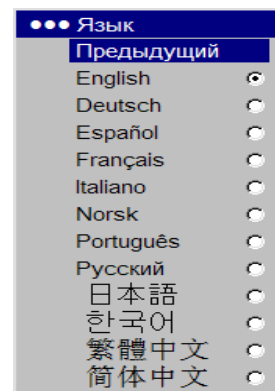 ••• Язык
Предыдущий
English
Deutsch
Español
Français
Italiano
Norsk
Português
Русский
日本語
한국어
繁體中文
简体中文